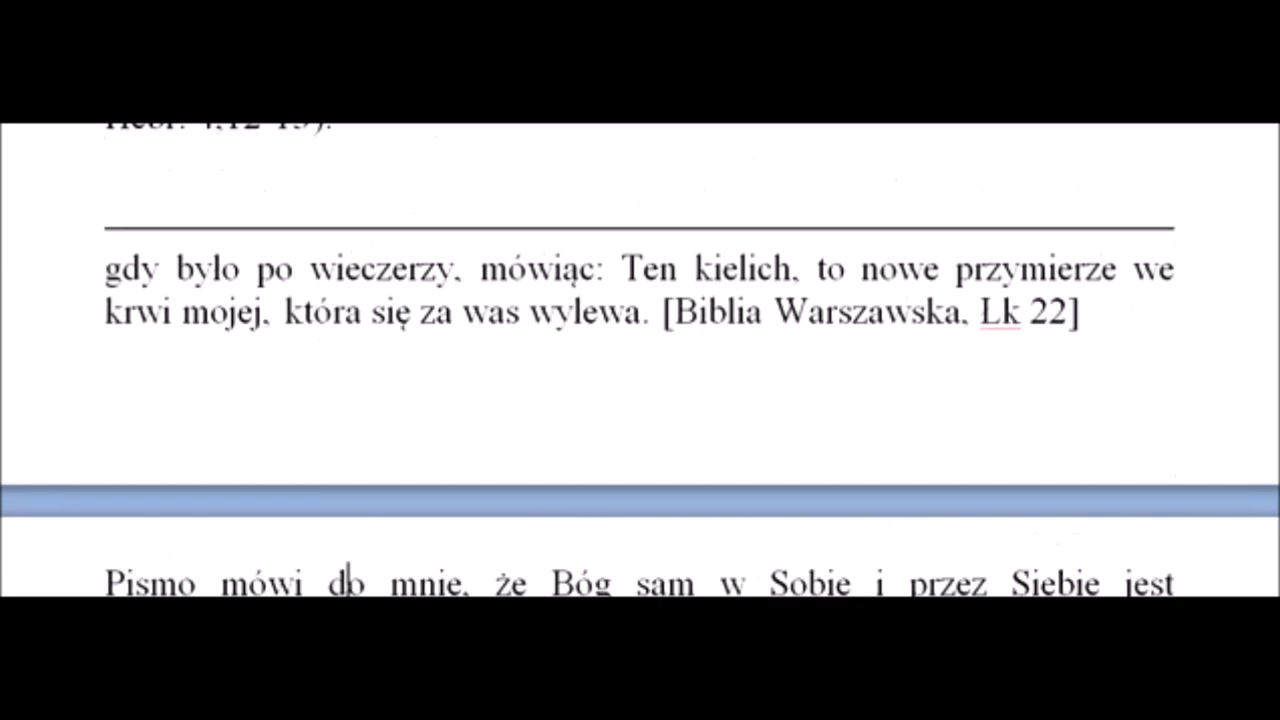 gdy było po wieczerzy, mówiąc: Ten kielich, to nowe przymierze we
krwi mojej, która się za was wylewa. [Biblia Warszawska, Lk 22]
Pismo mówi do mnie, że Bóg sam w Sobie i przez Siebie jest